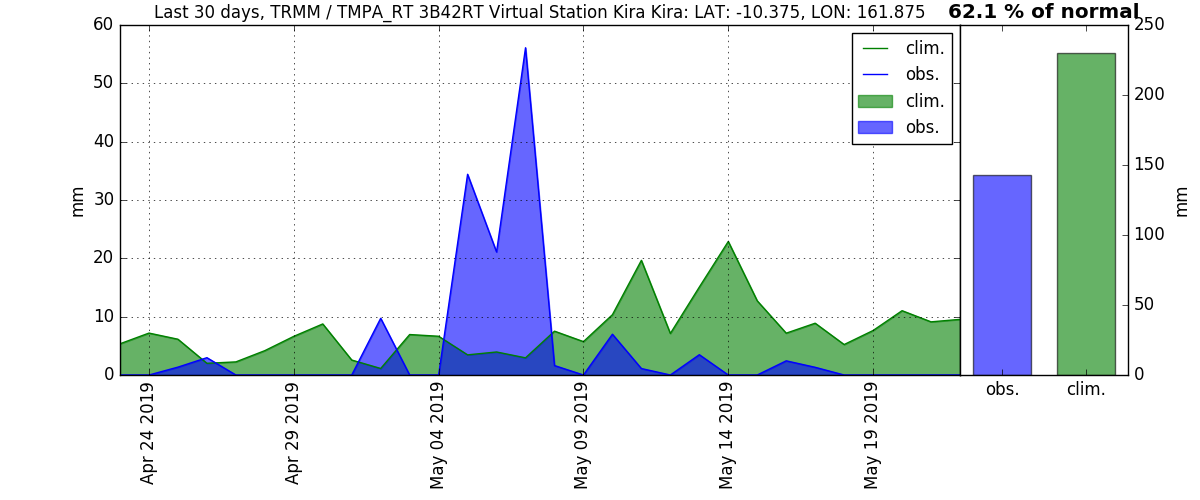 Last 30 days, TRMM / TMPA_RT 3B42RT Virtual Station Kira Kira: LAT: -10.375, LON: 161.875
62.1 % of normal
60
50
40
30
20
10
0
mm
clim.
obs.
clim.
obs.
Apr 24 2019
Apr 29 2019
May 04 2019
May 09 2019
May 14 2019
May 19 2019
250
200
150
100
50
0
mm
obs.
clim.